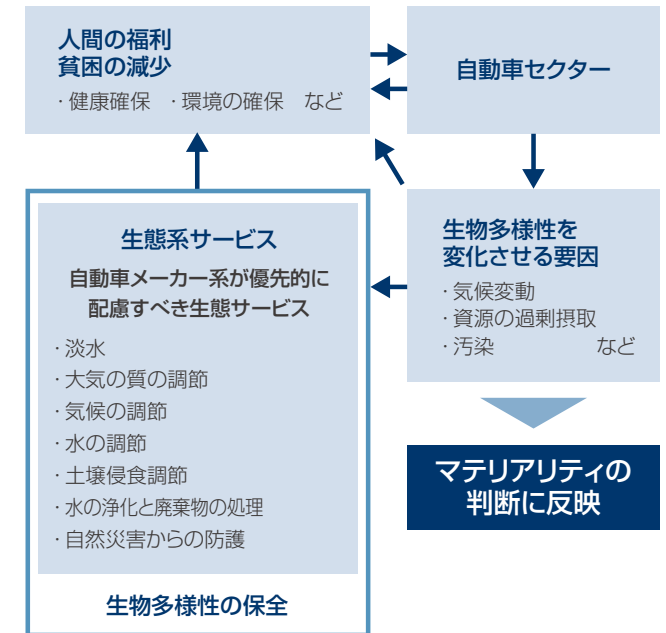 人間の福利
貧困の減少
・健康確保 ・環境の確保 など
自動車セクター
生態系サービス
自動車メーカー系が優先的に
配慮すべき生態サービス
・淡水
・大気の質の調節
・気候の調節
・水の調節
・土壌侵食調節
・水の浄化と廃棄物の処理
・自然災害からの防護
生物多様性の保全
生物多様性を
変化させる要因
・気候変動
・資源の過剰摂取
・汚染 など
マテリアリティの
判断に反映